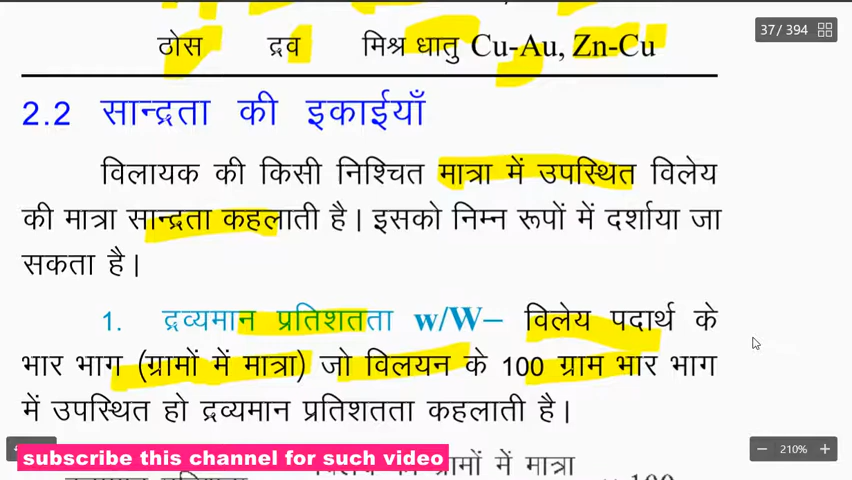 ठोस द्रव मिश्र धातु Cu-Au, Zn-Cu
37 / 394
2.2 सान्द्रता की इकाईयाँ
विलायक की किसी निश्चित मात्रा में उपस्थित विलेय
की मात्रा सान्द्रता कहलाती है। इसको निम्न रूपों में दर्शाया जा
सकता है।
1. द्रव्यमान प्रतिशतता w/W–
विलेय पदार्थ के
भार भाग (ग्रामों में मात्रा) जो विलयन के 100 ग्राम भार भाग
में उपस्थित हो द्रव्यमान प्रतिशतता कहलाती है।
210%
subscribe this channel for such video
ग्रामों में मात्रा